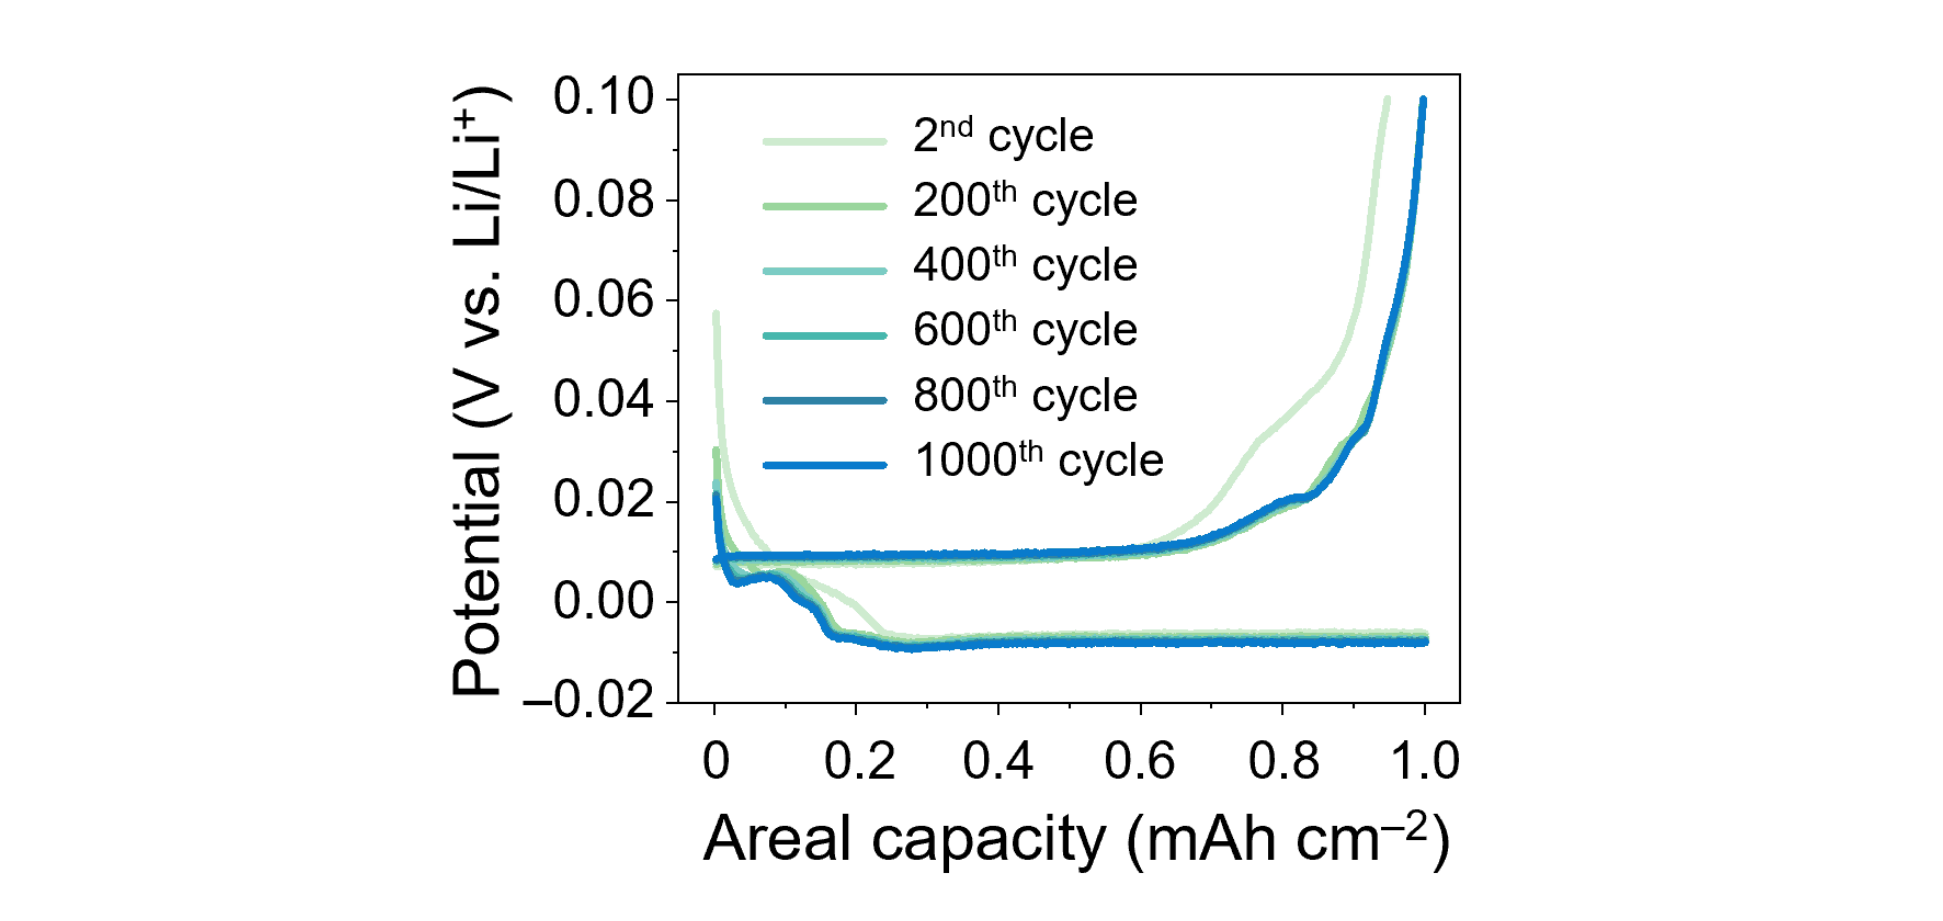 Potential (V vs. Li/Li⁺)
0.10
0.08
0.06
0.04
0.02
0.00
–0.02
2ⁿᵈ cycle
200ᵗʰ cycle
400ᵗʰ cycle
600ᵗʰ cycle
800ᵗʰ cycle
1000ᵗʰ cycle
0 0.2 0.4 0.6 0.8 1.0
Areal capacity (mAh cm⁻²)